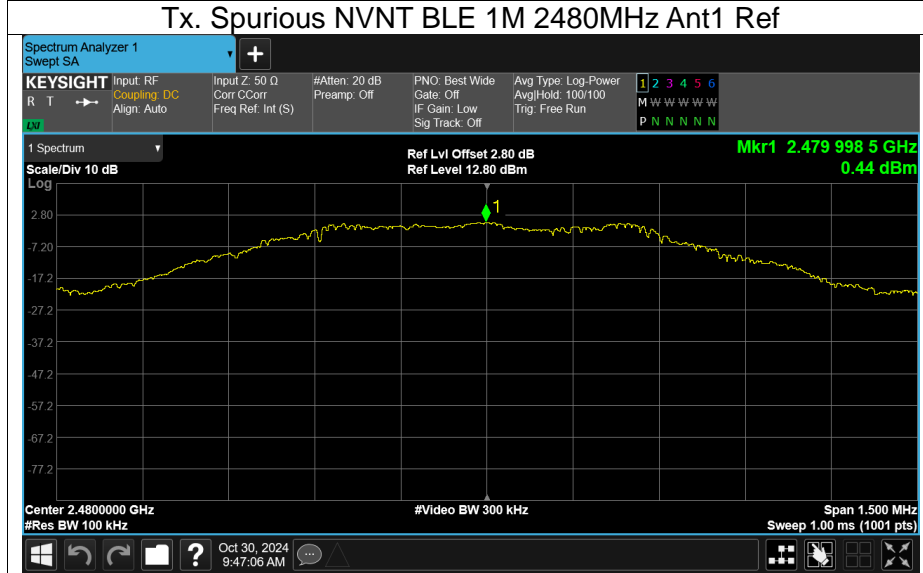 Tx. Spurious NVNT BLE 1M 2480MHz Ant1 Ref
Spectrum Analyzer 1
Swept SA
+
KEYSIGHT
R T
LXI
Input: RF
Coupling: DC
Align: Auto
Input Z: 50 Ω
Corr CCorr
Freq Ref: Int (S)
#Atten: 20 dB
Preamp: Off
PNO: Best Wide
Gate: Off
IF Gain: Low
Sig Track: Off
Avg Type: Log-Power
Avg|Hold: 100/100
Trig: Free Run
1 2 3 4 5 6
M W W W W W
P N N N N N
1 Spectrum
Scale/Div 10 dB
Log
Ref Lvl Offset 2.80 dB
Ref Level 12.80 dBm
Mkr1 2.479 998 5 GHz
0.44 dBm
1
2.80
-7.20
-17.2
-27.2
-37.2
-47.2
-57.2
-67.2
-77.2
Center 2.4800000 GHz
#Res BW 100 kHz
#Video BW 300 kHz
Span 1.500 MHz
Sweep 1.00 ms (1001 pts)
?
Oct 30, 2024
9:47:06 AM